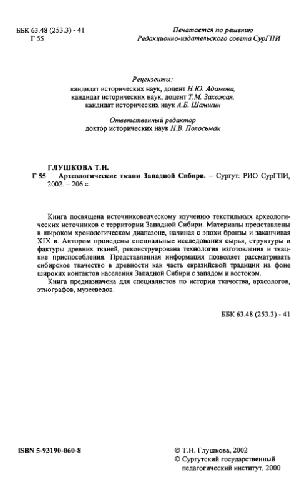 ББК 63.48 (253.3) - 41
Г 55
Печатается по решению
Редакционно-издательского совета СурГПИ
Рецензенты:
кандидат исторических наук, доцент Н.Ю. Адамова,
кандидат исторических наук, доцент Т.М.
кандидат исторических наук А.Б. Шамшин
Ответственный редактор
доктор исторических наук Н.В. Полосьмак
ГЛУШКОВА Т.Н.
Г 55 Археологические ткани Западной Сибири. – Сургут: РИО СурГПИ,
2002. – 206 с.
Книга посвящена источниковедческому изучению текстильных археологи-
ческих источников с территории Западной Сибири. Материалы представлены
в широком хронологическом диапазоне, начиная с эпохи бронзы и заканчивая
XIX в. Автором проведены специальные исследования сырья, структуры и
фактуры древних тканей, реконструирована технология изготовления и ткац-
кие приспособления. Представленная информация позволяет рассматривать
сибирское ткачество в древности как часть евразийской традиции на фоне
широких контактов населения Западной Сибири с западом и востоком.
Книга предназначена для специалистов по истории ткачества, археологов,
этнографов, музееведов.
ББК 63.48 (253.3) - 41
ISBN 5-93190-060-8
© Т.Н. Глушкова, 2002
© Сургутский государственный
педагогический институт, 2000